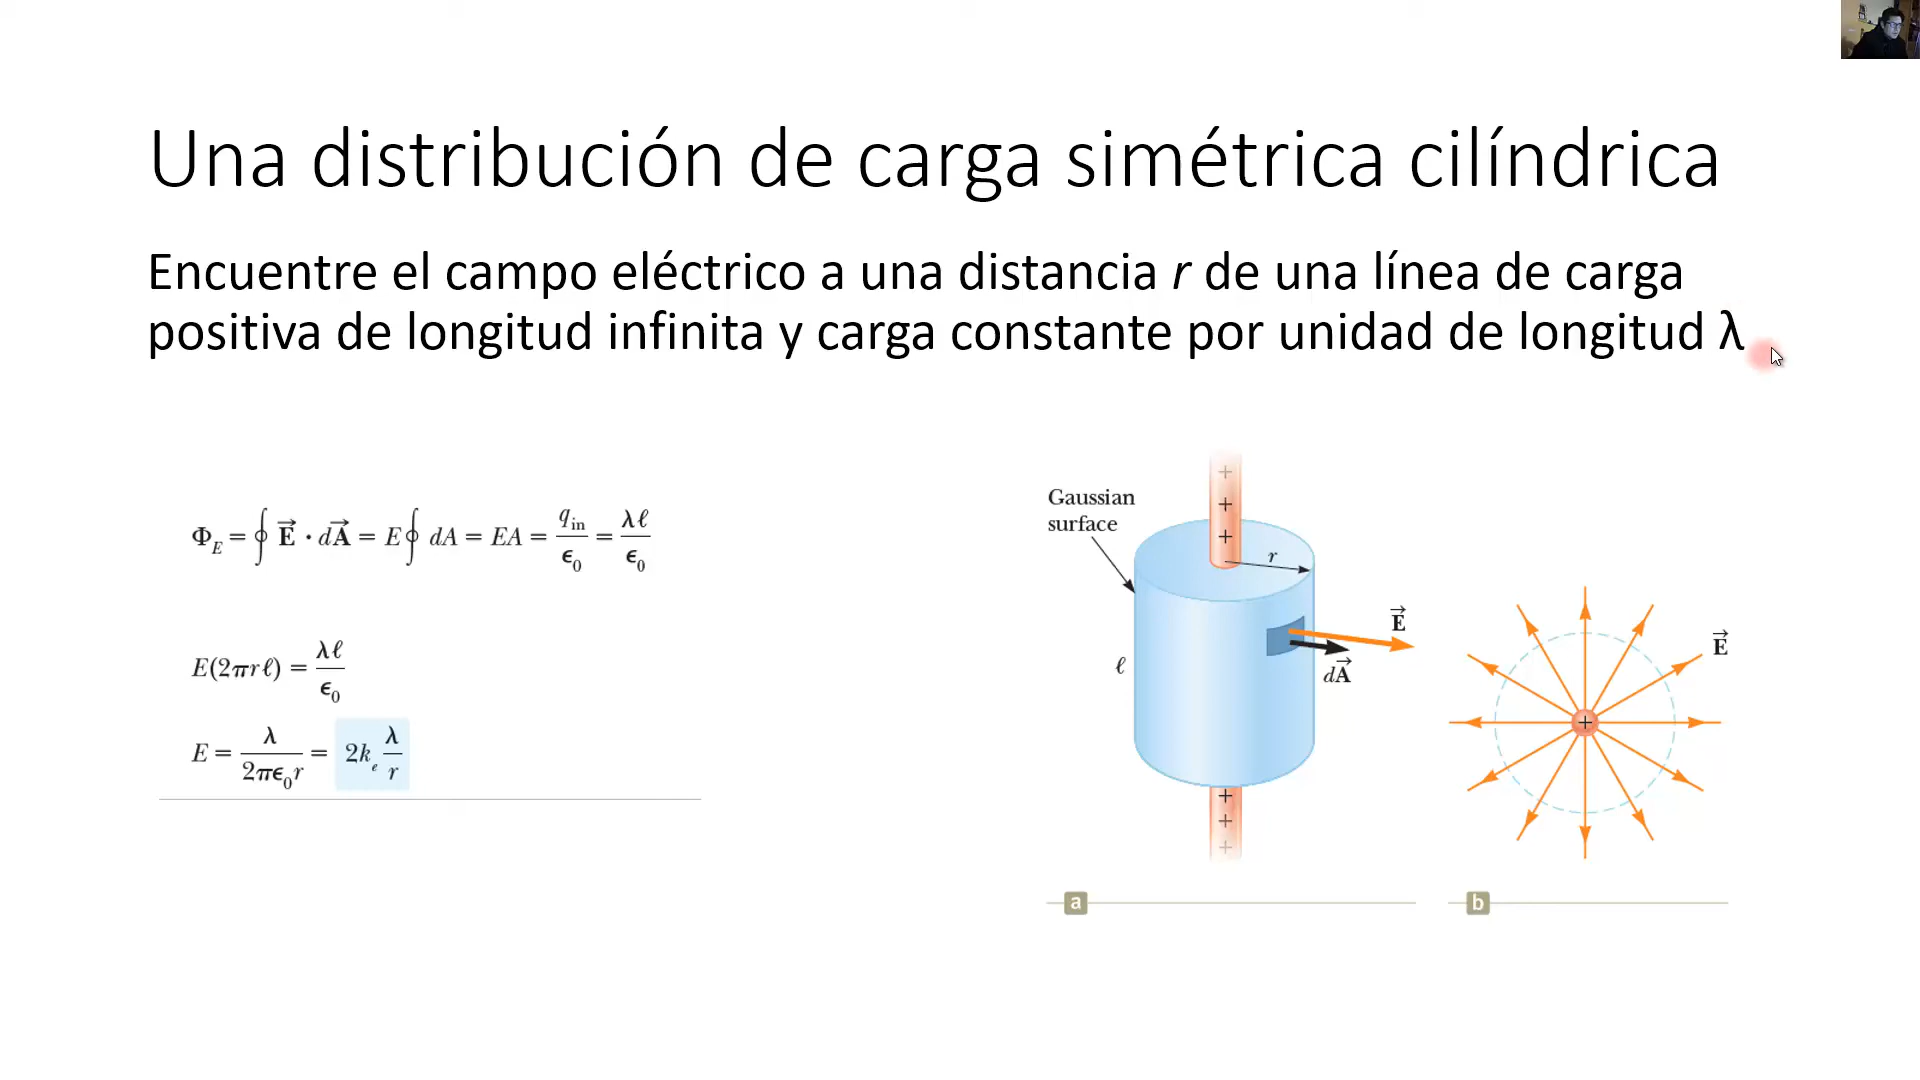 Una distribución de carga simétrica cilíndrica
Encuentre el campo eléctrico a una distancia r de una línea de carga
positiva de longitud infinita y carga constante por unidad de longitud λ
Φ_E = ∮ E⃗ · dA⃗ = E ∮ dA = EA = q_in/ϵ₀ = λℓ/ϵ₀
E(2πrℓ) = λℓ/ϵ₀
E = λ/2πϵ₀r = 2k_e λ/r
Gaussian
surface
+
+
+
r
E⃗
dA⃗
ℓ
+
+
+
E⃗
+
a
b